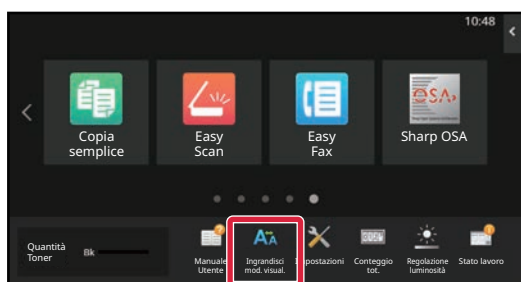 10:48
Copia
semplice
Easy
Scan
Easy
Fax
OSA
Sharp OSA
Quantità
Toner
Bk
Manuale
Utente
Ingrandisci
mod. visual.
Impostazioni
Conteggio
tot.
Regolazione
luminosità
Stato lavoro